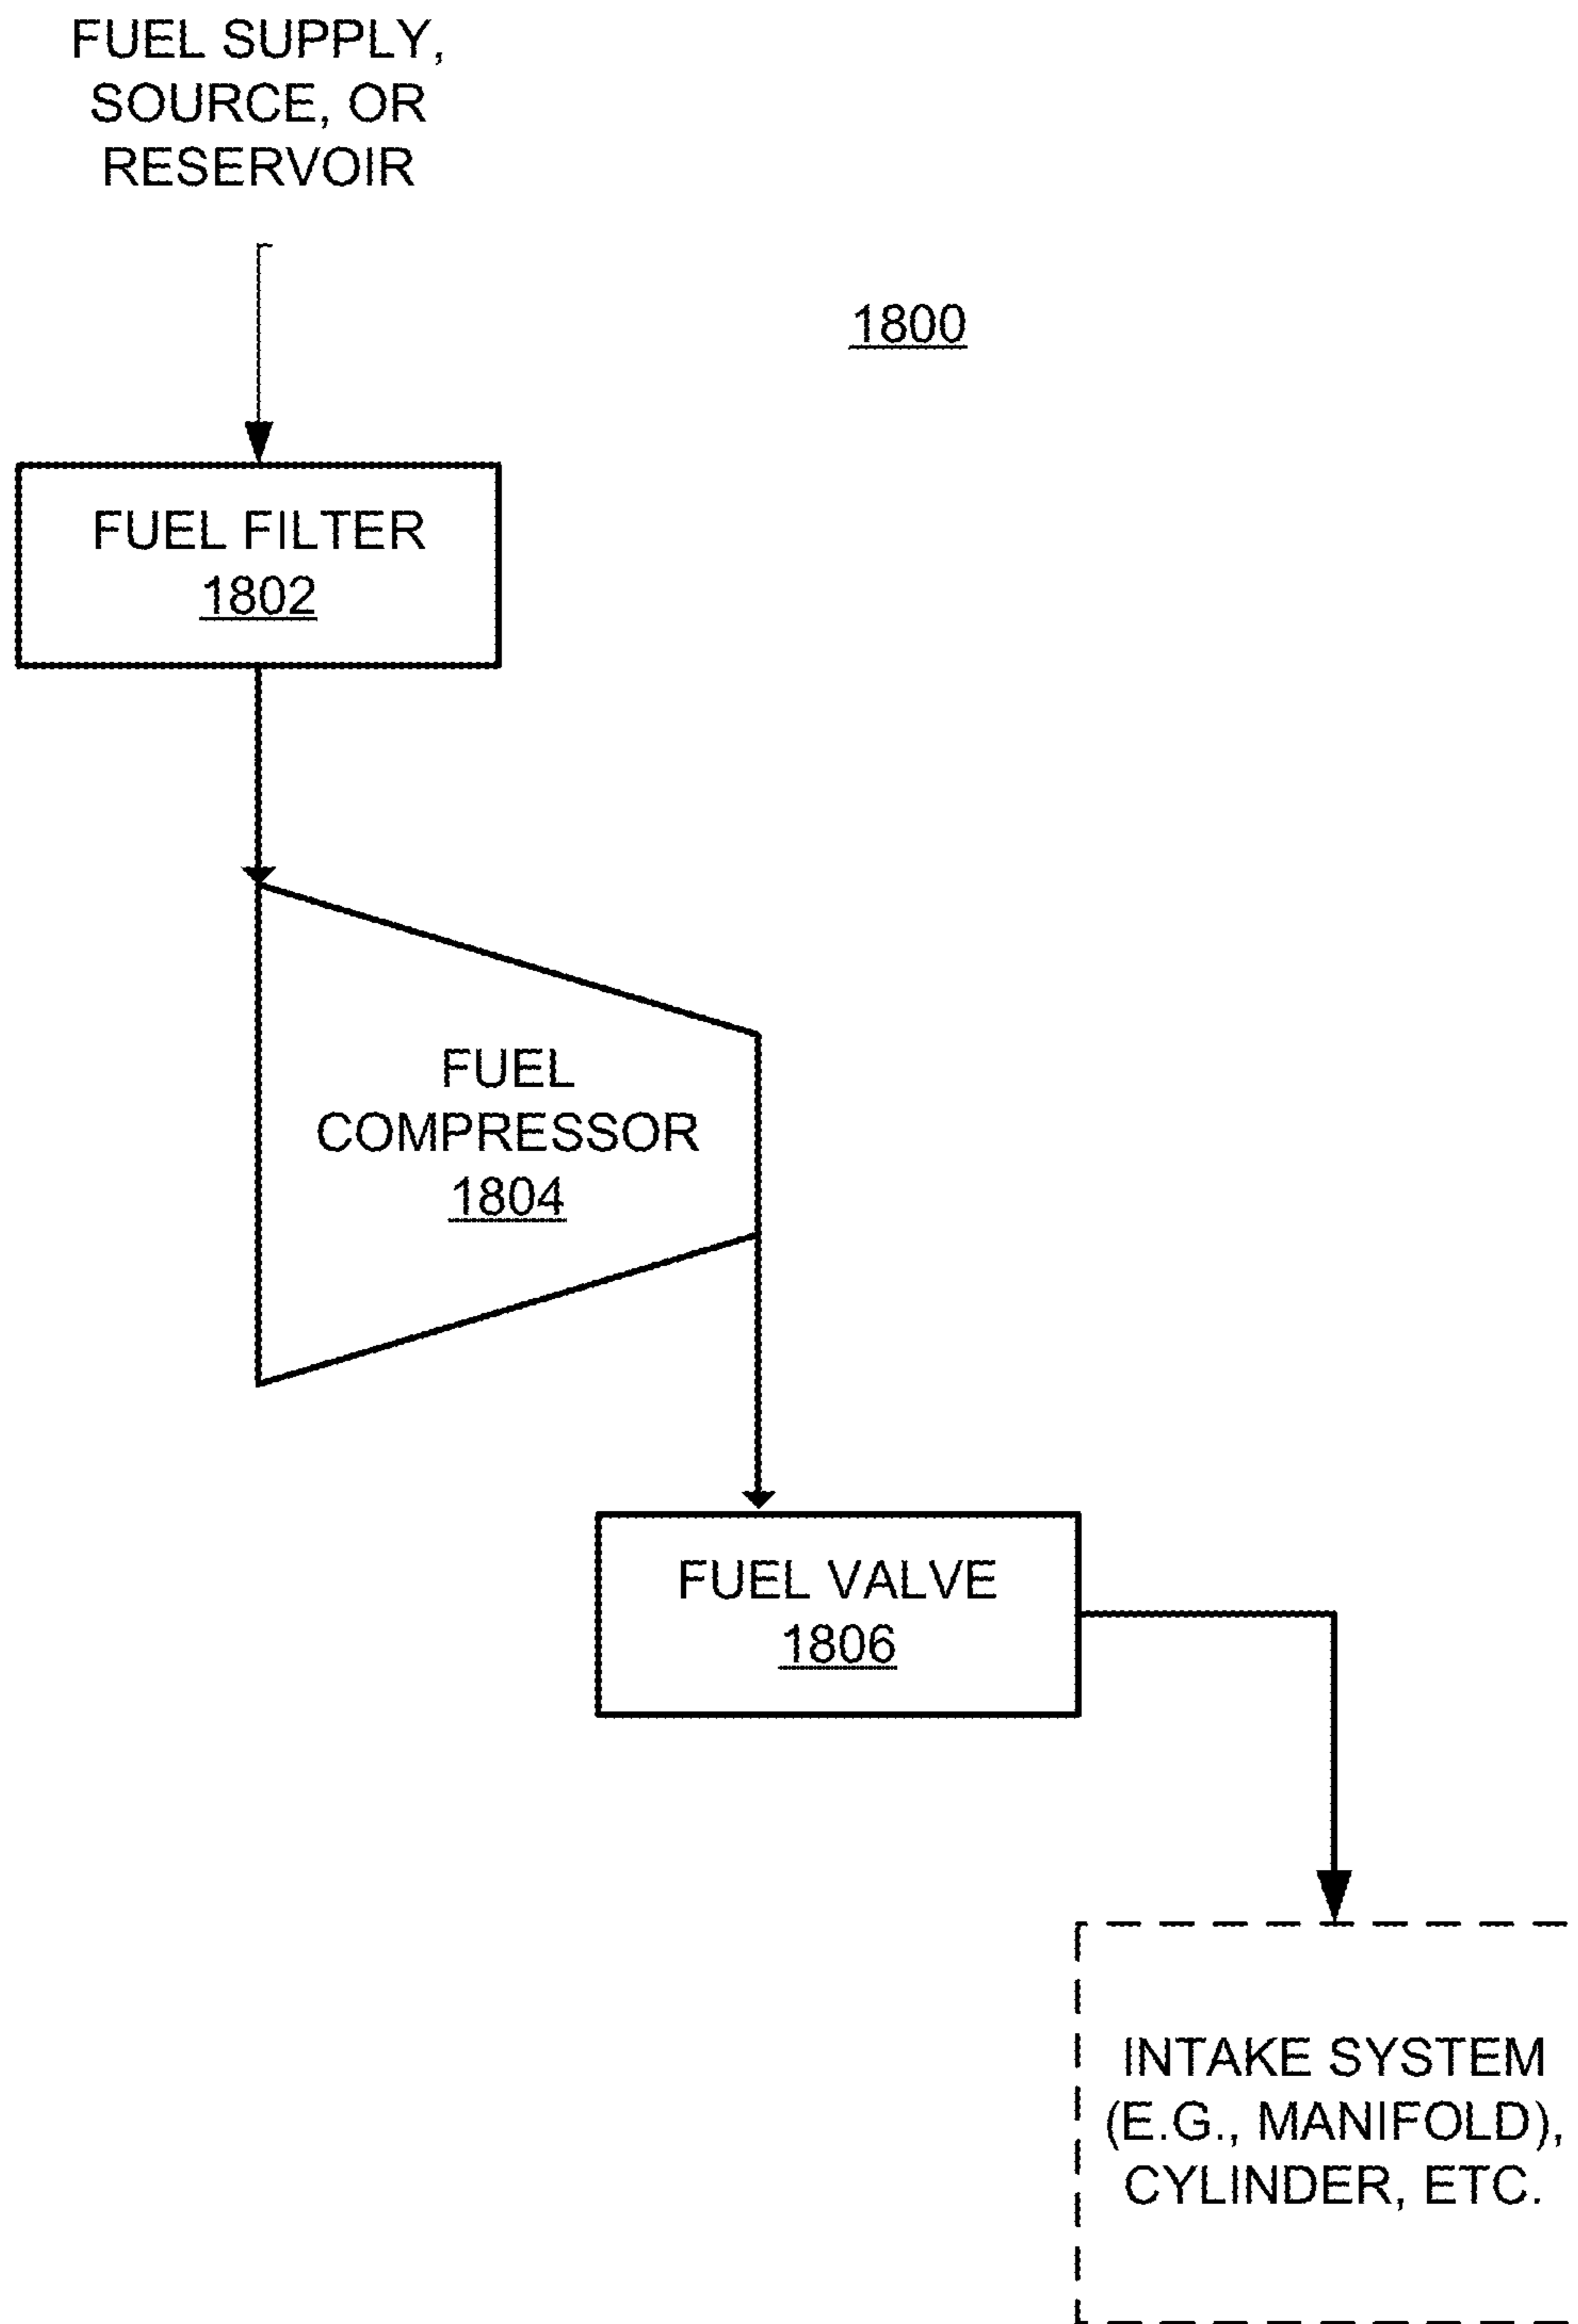 FUEL SUPPLY,
SOURCE, OR
RESERVOIR
1800
FUEL FILTER
1802
FUEL
COMPRESSOR
1804
FUEL VALVE
1806
INTAKE SYSTEM
(E.G., MANIFOLD),
CYLINDER, ETC.